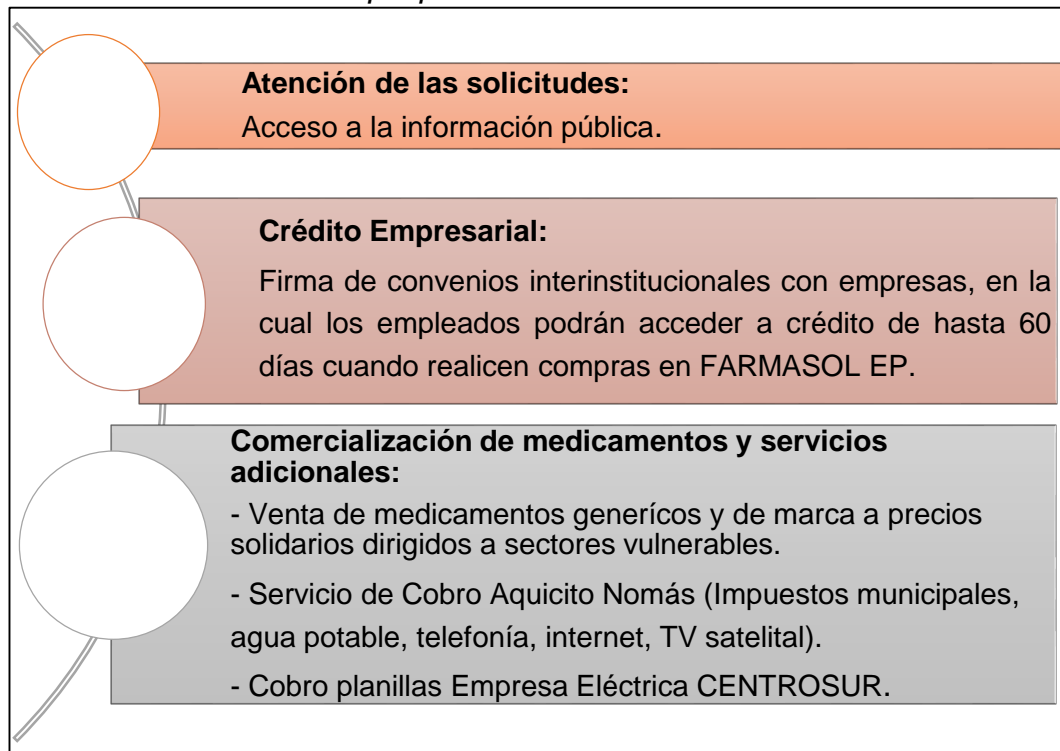 Atención de las solicitudes:
Acceso a la información pública.
Crédito Empresarial:
Firma de convenios interinstitucionales con empresas, en la
cual los empleados podrán acceder a crédito de hasta 60
días cuando realicen compras en FARMASOL EP.
Comercialización de medicamentos y servicios
adicionales:
- Venta de medicamentos generícos y de marca a precios
solidarios dirigidos a sectores vulnerables.
- Servicio de Cobro Aquicito Nomás (Impuestos municipales,
agua potable, telefonía, internet, TV satelital).
- Cobro planillas Empresa Eléctrica CENTROSUR.